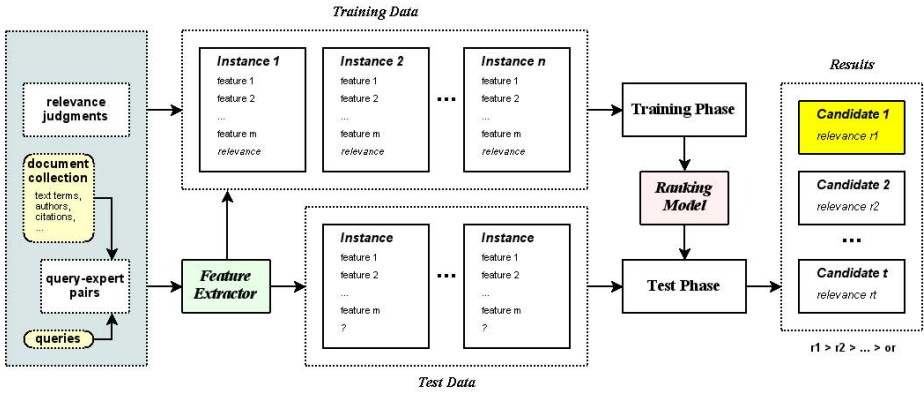 Training Data
Instance 1
feature 1
feature 2
...
feature m
relevance
Instance 2
feature 1
feature 2
...
feature m
relevance
...
Instance n
feature 1
feature 2
...
feature m
relevance
relevance
judgments
document
collection
text terms,
authors,
citations,
...
query-expert
pairs
queries
Feature
Extractor
Instance
feature 1
feature 2
...
feature m
?
...
Instance
feature 1
feature 2
...
feature m
?
Test Data
Training Phase
Ranking
Model
Test Phase
Results
Candidate 1
relevance r1
Candidate 2
relevance r2
...
Candidate t
relevance rt
r1 > r2 > ... > or